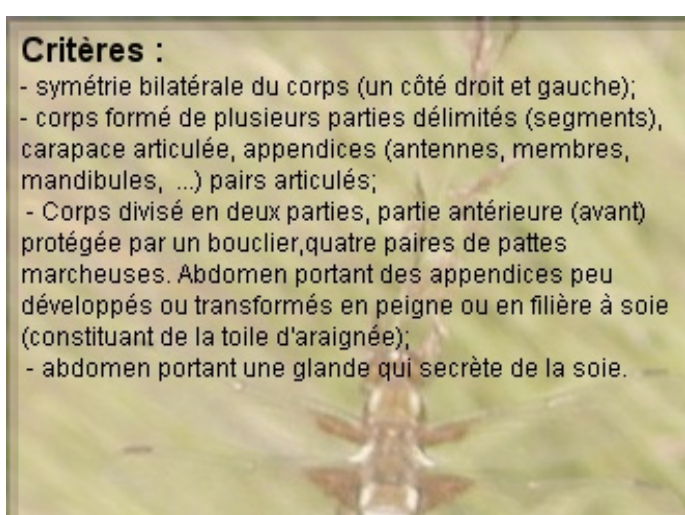 Critères :
- symétrie bilatérale du corps (un côté droit et gauche);
- corps formé de plusieurs parties délimités (segments),
carapace articulée, appendices (antennes, membres,
mandibules, ...) pairs articulés;
- Corps divisé en deux parties, partie antérieure (avant)
protégée par un bouclier,quatre paires de pattes
marcheuses. Abdomen portant des appendices peu
développés ou transformés en peigne ou en filière à soie
(constituant de la toile d'araignée);
- abdomen portant une glande qui secrète de la soie.